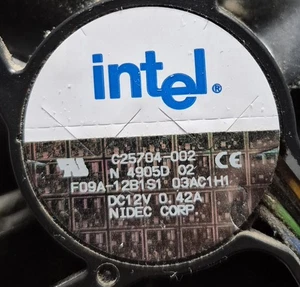 intel®
C25704-002
N 4905D 02
F09A-12B1S1 03AC1H1
DC12V 0.42A
NIDEC CORP